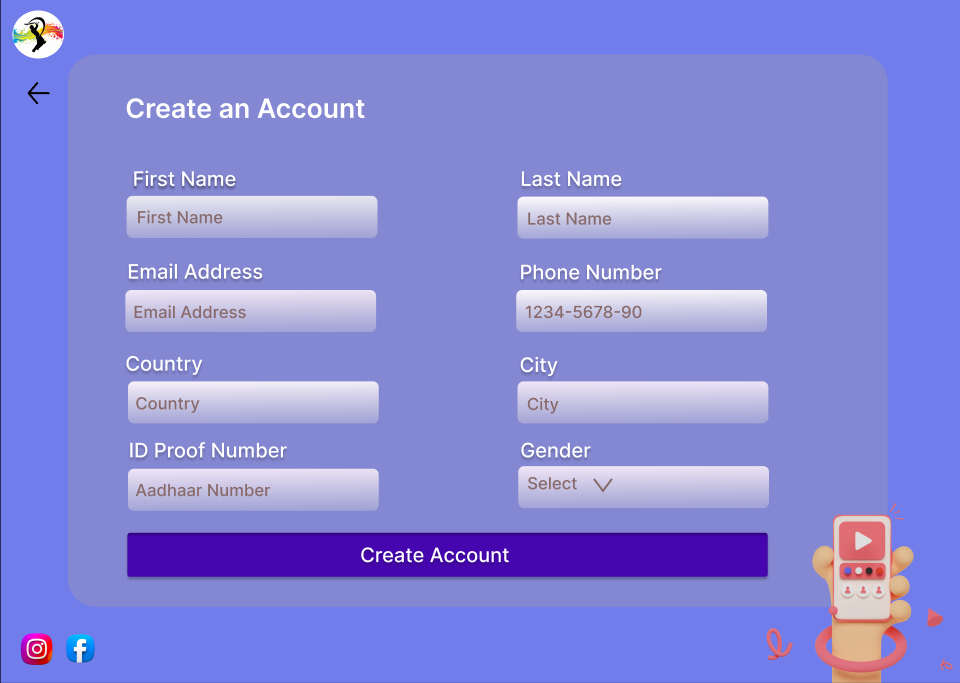 Create an Account
First Name
Last Name
First Name
Last Name
Email Address
Phone Number
Email Address
1234-5678-90
Country
City
Country
City
ID Proof Number
Gender
Aadhaar Number
Select
Create Account